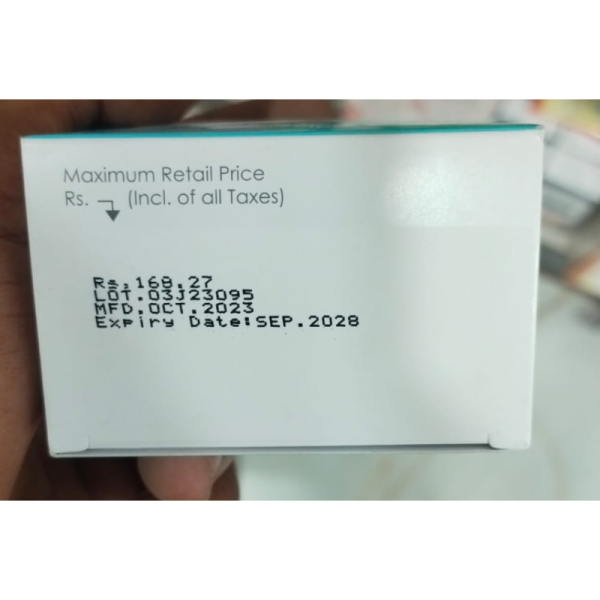 Maximum Retail Price
Rs. (Incl. of all Taxes)
Rs.168.27
LOT.03J23095
MFD.OCT.2023
Expiry Date:SEP.2028